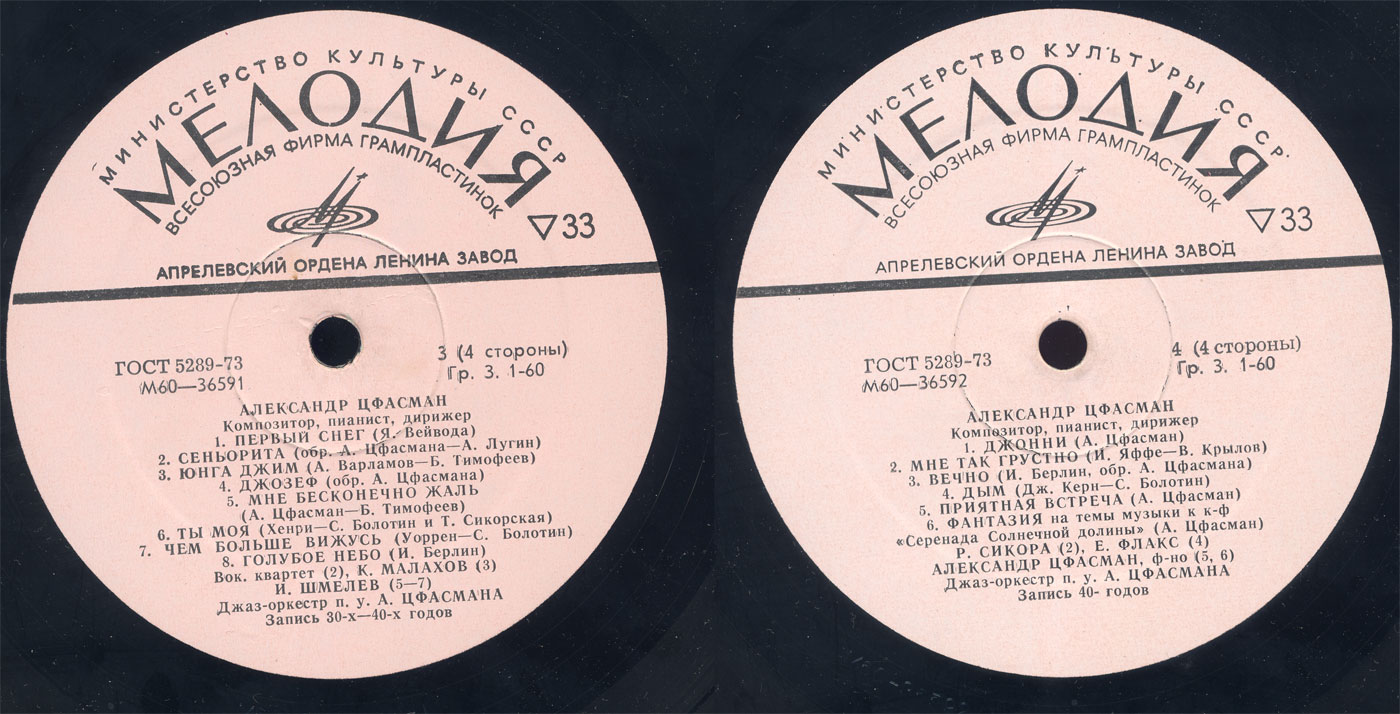 МИНИСТЕРСТВО КУЛЬТУРЫ СССР
МЕЛОДИЯ
ВСЕСОЮЗНАЯ ФИРМА ГРАМПЛАСТИНОК
▽33
АПРЕЛЕВСКИЙ ОРДЕНА ЛЕНИНА ЗАВОД
ГОСТ 5289-73
М60—36591
3 (4 стороны)
Гр. 3. 1-60
АЛЕКСАНДР ЦФАСМАН
Композитор, пианист, дирижер
1. ПЕРВЫЙ СНЕГ (Я. Вейвода)
2. СЕНЬОРИТА (обр. А. Цфасмана—А. Лугин)
3. ЮНГА ДЖИМ (А. Варламов—Б. Тимофеев)
4. ДЖОЗЕФ (обр. А. Цфасмана)
5. МНЕ БЕСКОНЕЧНО ЖАЛЬ
(А. Цфасман—Б. Тимофеев)
6. ТЫ МОЯ (Хенри—С. Болотин и Т. Сикорская)
7. ЧЕМ БОЛЬШЕ ВИЖУСЬ (Уоррен—С. Болотин)
8. ГОЛУБОЕ НЕБО (И. Берлин)
Вок. квартет (2), К. МАЛАХОВ (3)
И. ШМЕЛЕВ (5—7)
Джаз-оркестр п. у. А. ЦФАСМАНА
Запись 30-х—40-х годов
МИНИСТЕРСТВО КУЛЬТУРЫ СССР
МЕЛОДИЯ
ВСЕСОЮЗНАЯ ФИРМА ГРАМПЛАСТИНОК
▽33
АПРЕЛЕВСКИЙ ОРДЕНА ЛЕНИНА ЗАВОД
ГОСТ 5289-73
М60—36592
4 (4 стороны)
Гр. 3. 1-60
АЛЕКСАНДР ЦФАСМАН
Композитор, пианист, дирижер
1. ДЖОННИ (А. Цфасман)
2. МНЕ ТАК ГРУСТНО (И. Яффе—В. Крылов)
3. ВЕЧНО (И. Берлин, обр. А. Цфасмана)
4. ДЫМ (Дж. Керн—С. Болотин)
5. ПРИЯТНАЯ ВСТРЕЧА (А. Цфасман)
6. ФАНТАЗИЯ на темы музыки к к-ф
«Серенада Солнечной долины» (А. Цфасман)
Р. СИКОРА (2), Е. ФЛАКС (4)
АЛЕКСАНДР ЦФАСМАН, ф-но (5, 6)
Джаз-оркестр п. у. А. ЦФАСМАНА
Запись 40- годов